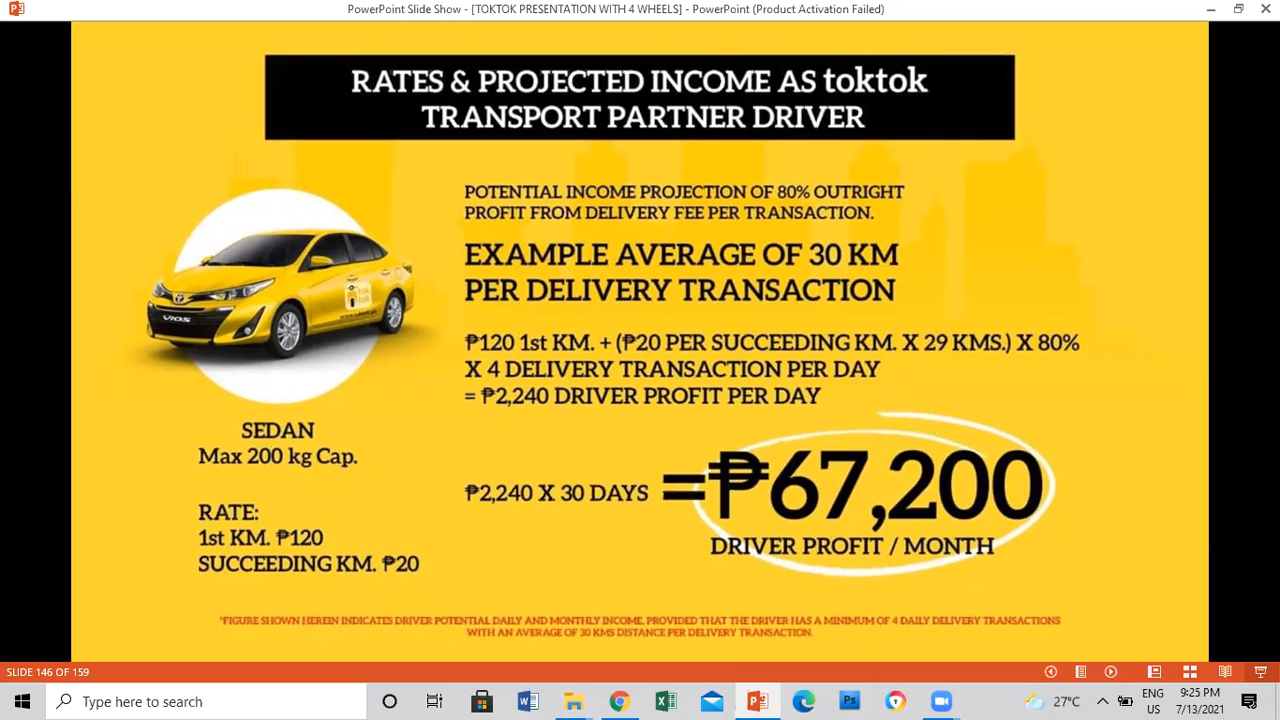 PowerPoint Slide Show - [TOKTOK PRESENTATION WITH 4 WHEELS] - PowerPoint (Product Activation Failed)
RATES & PROJECTED INCOME AS toktok
TRANSPORT PARTNER DRIVER
POTENTIAL INCOME PROJECTION OF 80% OUTRIGHT
PROFIT FROM DELIVERY FEE PER TRANSACTION.
EXAMPLE AVERAGE OF 30 KM
PER DELIVERY TRANSACTION
₱120 1st KM. + (₱20 PER SUCCEEDING KM. X 29 KMS.) X 80%
X 4 DELIVERY TRANSACTION PER DAY
= ₱2,240 DRIVER PROFIT PER DAY
VIOS
SEDAN
Max 200 kg Cap.
RATE:
1st KM. ₱120
SUCCEEDING KM. ₱20
₱2,240 X 30 DAYS =₱67,200
DRIVER PROFIT / MONTH
*FIGURE SHOWN HEREIN INDICATES DRIVER POTENTIAL DAILY AND MONTHLY INCOME, PROVIDED THAT THE DRIVER HAS A MINIMUM OF 4 DAILY DELIVERY TRANSACTIONS
WITH AN AVERAGE OF 30 KMS DISTANCE PER DELIVERY TRANSACTION.
SLIDE 146 OF 159
Type here to search
27°C
ENG
US
9:25 PM
7/13/2021